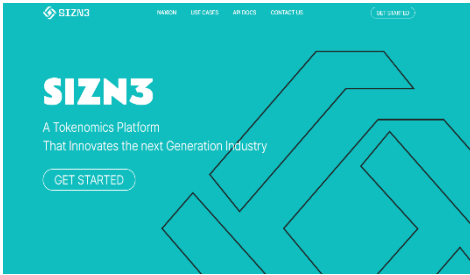 SIZN3
NAXION USE CASES API DOCS CONTACT US
GET STARTED
SIZN3
A Tokenomics Platform
That Innovates the next Generation Industry
GET STARTED